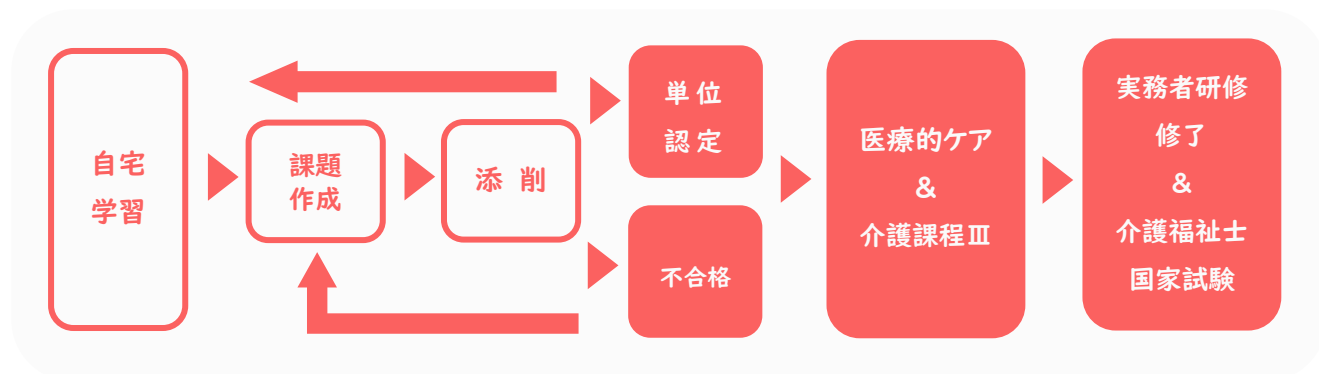 自宅
学習
課題
作成
添 削
単位
認定
不合格
医療的ケア
&
介護課程Ⅲ
実務者研修
修了
&
介護福祉士
国家試験